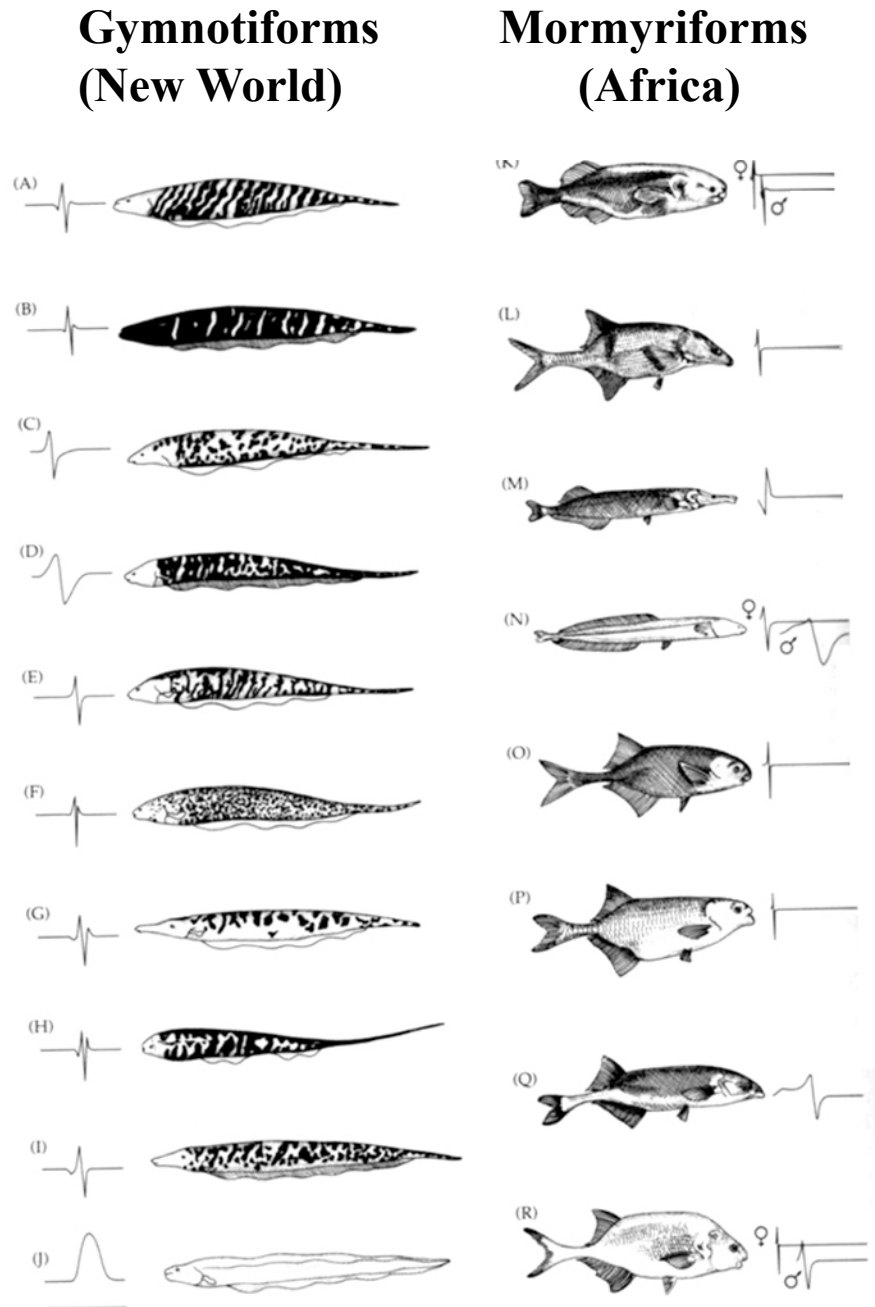 Gymnotiforms
(New World)
Mormyriforms
(Africa)
(A)
(B)
(C)
(D)
(E)
(F)
(G)
(H)
(I)
(J)
(K)
♀
♂
(L)
(M)
(N)
♀
♂
(O)
(P)
(Q)
(R)
♀
♂